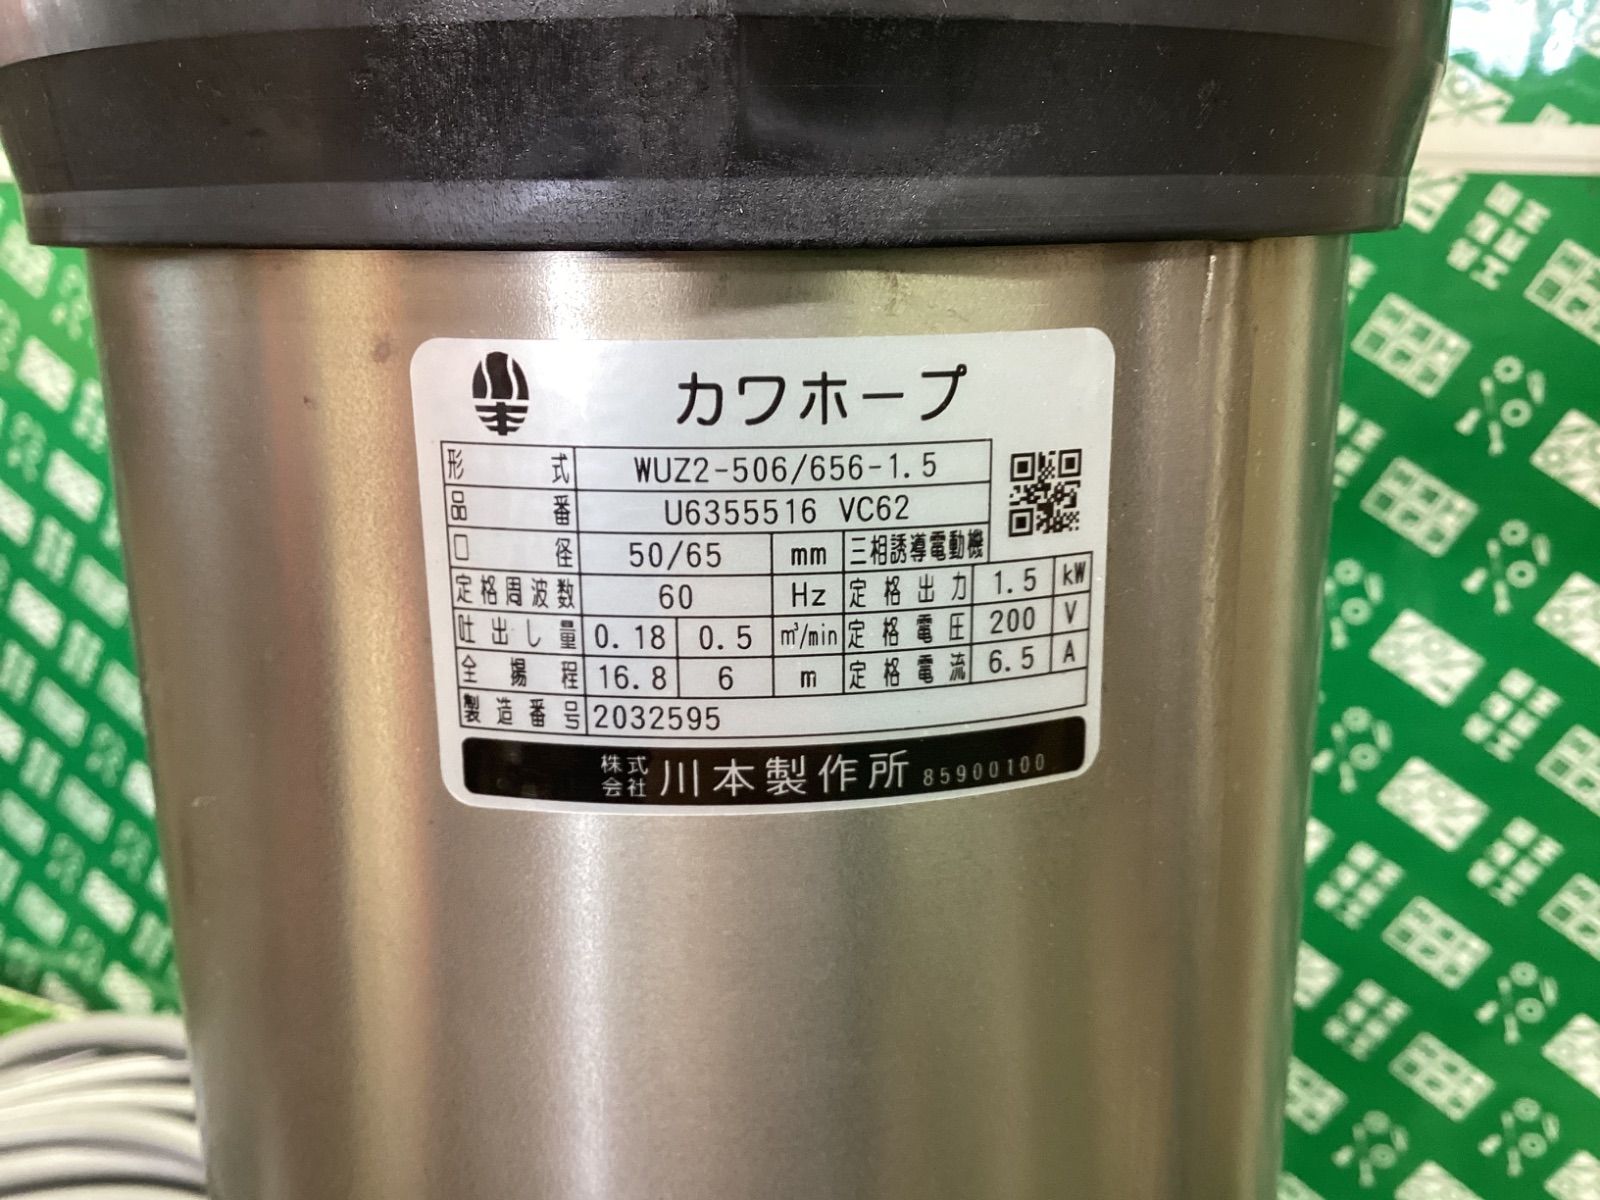 カワホープ
形式 WUZ2-506/656-1.5
品番 U6355516 VC62
口径 50/65 mm 三相誘導電動機
定格周波数 60 Hz 定格出力 1.5 kW
吐出し量 0.18 0.5 m³/min 定格電圧 200 V
全揚程 16.8 6 m 定格電流 6.5 A
製造番号 2032595
株式会社 川本製作所 85900100